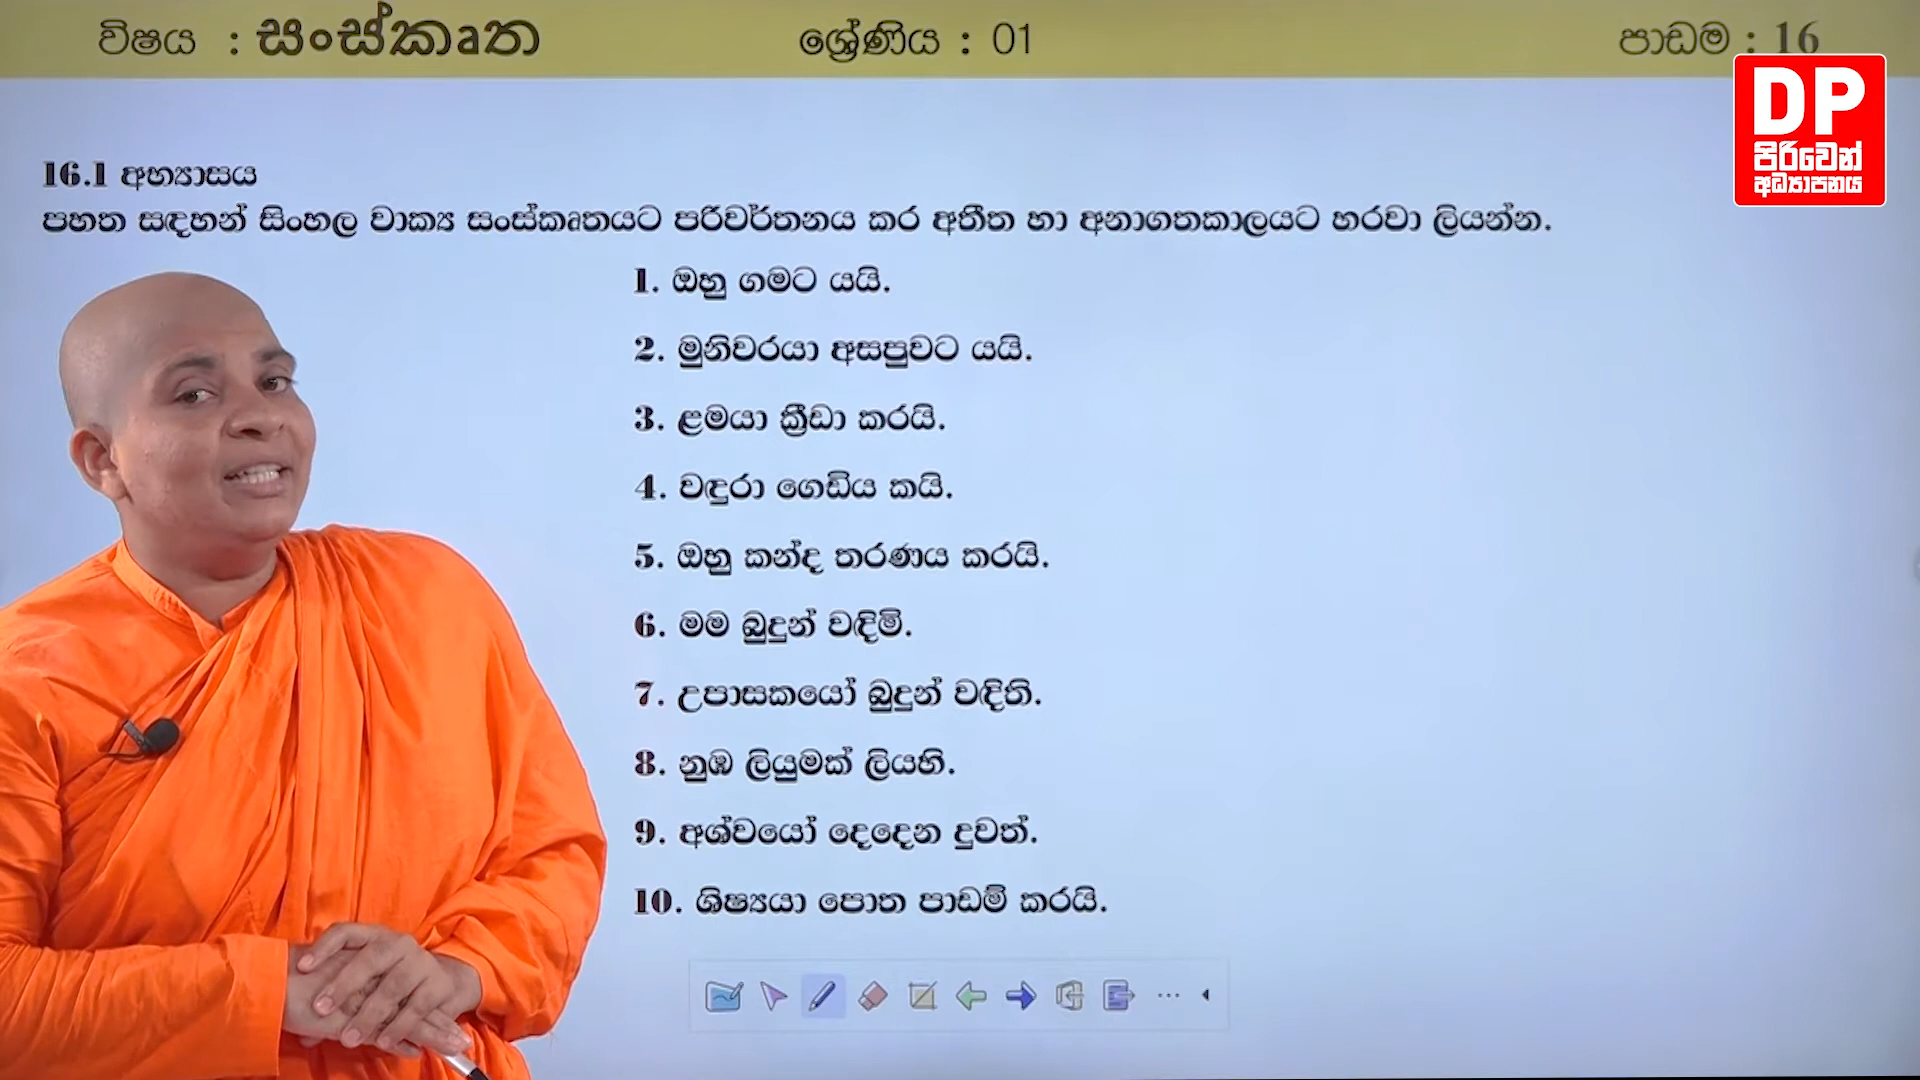 විෂය : සංස්කෘත ශ්‍රේණිය : 01 පාඩම : 16
DP
පිරිවෙන්
අධ්‍යාපනය
16.1 අභ්‍යාසය
පහත සඳහන් සිංහල වාක්‍ය සංස්කෘතයට පරිවර්තනය කර අතීත හා අනාගතකාලයට හරවා ලියන්න.
1. ඔහු ගමට යයි.
2. මුනිවරයා අසපුවට යයි.
3. ළමයා ක්‍රීඩා කරයි.
4. වඳුරා ගෙඩිය කයි.
5. ඔහු කන්ද තරණය කරයි.
6. මම බුදුන් වඳිමි.
7. උපාසකයෝ බුදුන් වඳිති.
8. නුඹ ලියුමක් ලියහි.
9. අශ්වයෝ දෙදෙන දුවත්.
10. ශිෂ්‍යයා පොත පාඩම් කරයි.